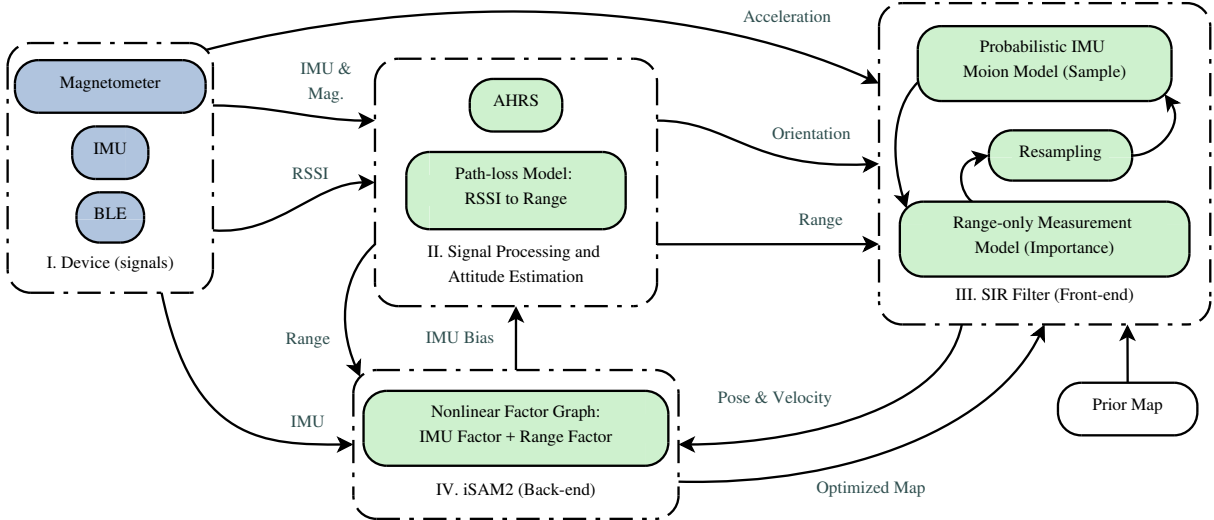 Acceleration
Magnetometer
IMU
BLE
I. Device (signals)
IMU &
Mag.
RSSI
AHRS
Path-loss Model:
RSSI to Range
II. Signal Processing and
Attitude Estimation
Orientation
Range
Probabilistic IMU
Moion Model (Sample)
Resampling
Range-only Measurement
Model (Importance)
III. SIR Filter (Front-end)
Range
IMU Bias
IMU
Nonlinear Factor Graph:
IMU Factor + Range Factor
IV. iSAM2 (Back-end)
Pose & Velocity
Optimized Map
Prior Map